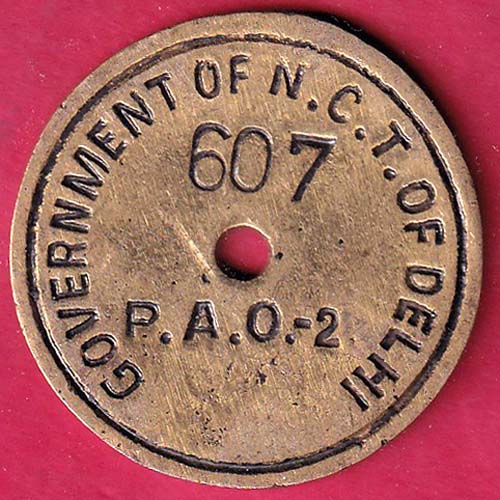 GOVERNMENT OF N.C.T. OF DELHI
607
P.A.O.-2